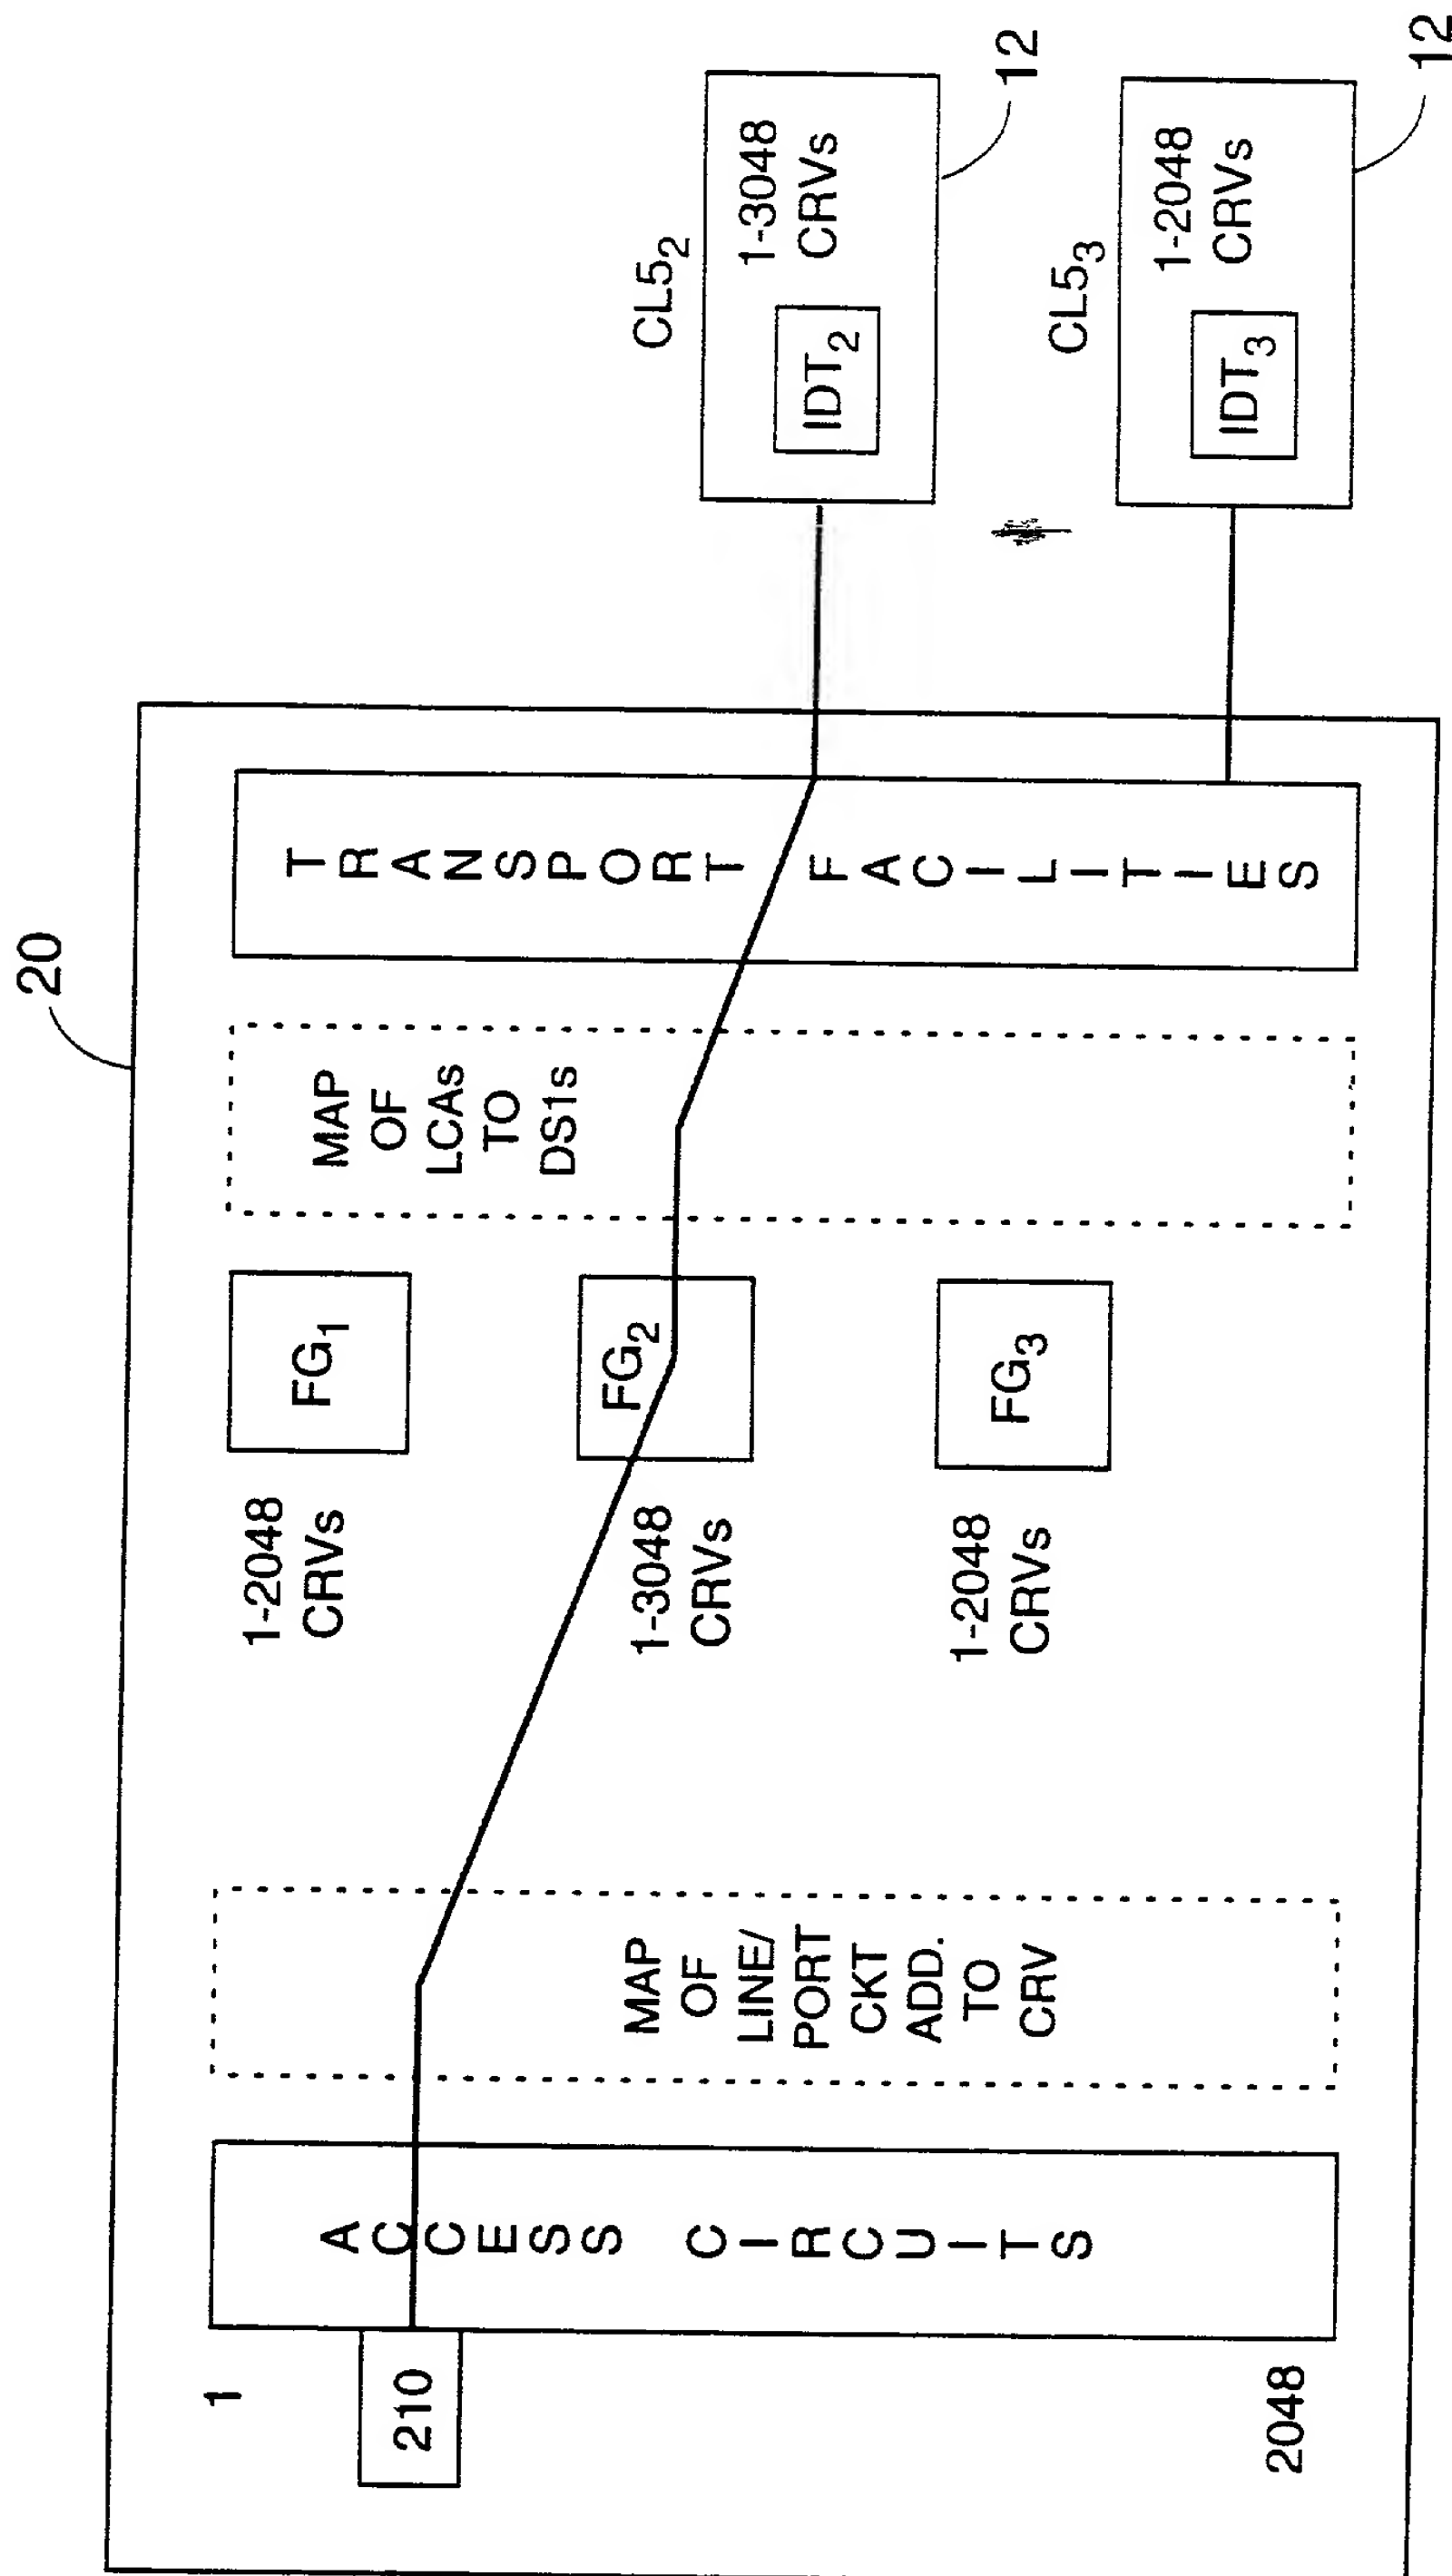 20
1
210
2048
ACCESS CIRCUITS
MAP
OF
LINE/
PORT
CKT
ADD.
TO
CRV
1-2048
CRVs
FG1
1-3048
CRVs
FG2
1-2048
CRVs
FG3
MAP
OF
LCAs
TO
DS1s
TRANSPORT FACILITIES
CL52
1-3048
CRVs
IDT2
12
CL53
1-2048
CRVs
IDT3
12